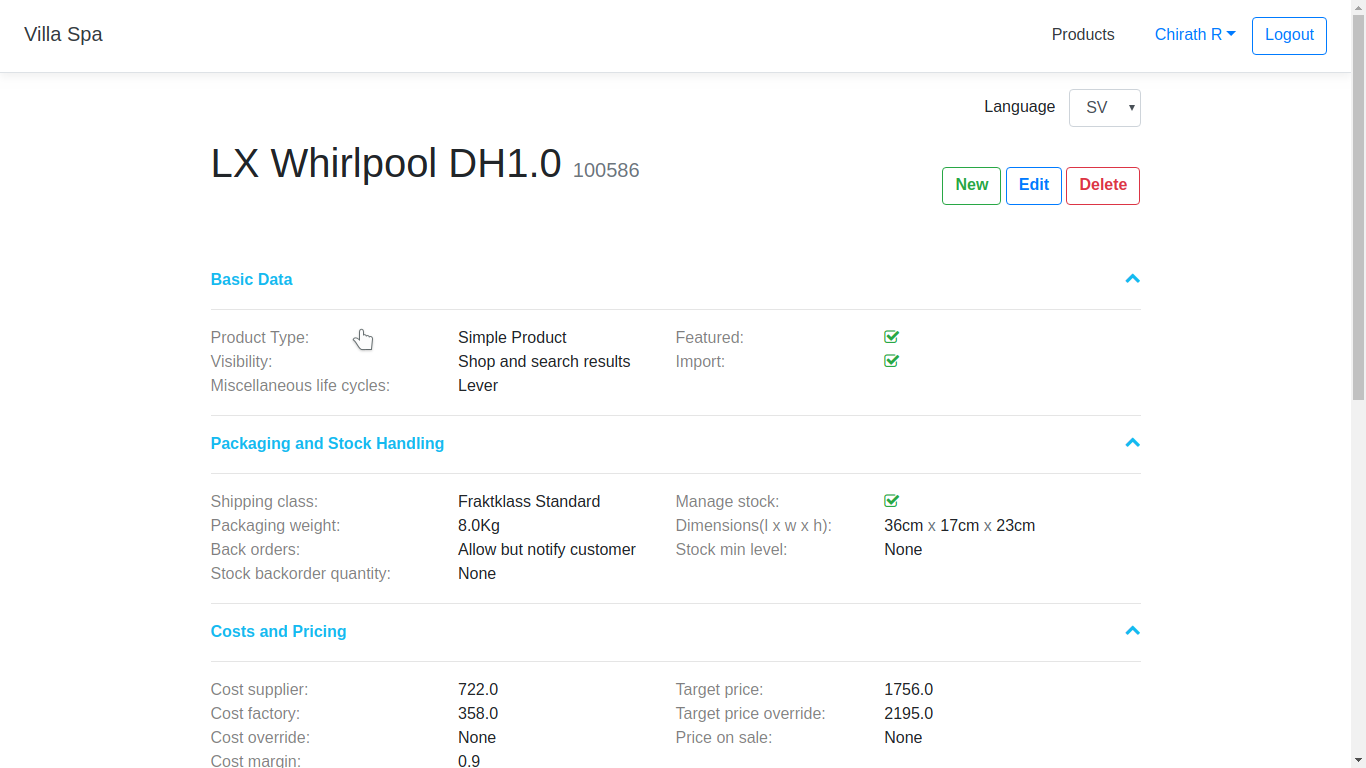 Villa Spa Products Chirath R Logout
Language SV
LX Whirlpool DH1.0 100586
New Edit Delete
Basic Data
Product Type: Simple Product Featured:
Visibility: Shop and search results Import:
Miscellaneous life cycles: Lever
Packaging and Stock Handling
Shipping class: Fraktklass Standard Manage stock:
Packaging weight: 8.0Kg Dimensions(l x w x h): 36cm x 17cm x 23cm
Back orders: Allow but notify customer Stock min level: None
Stock backorder quantity: None
Costs and Pricing
Cost supplier: 722.0 Target price: 1756.0
Cost factory: 358.0 Target price override: 2195.0
Cost override: None Price on sale: None
Cost margin: 0.9